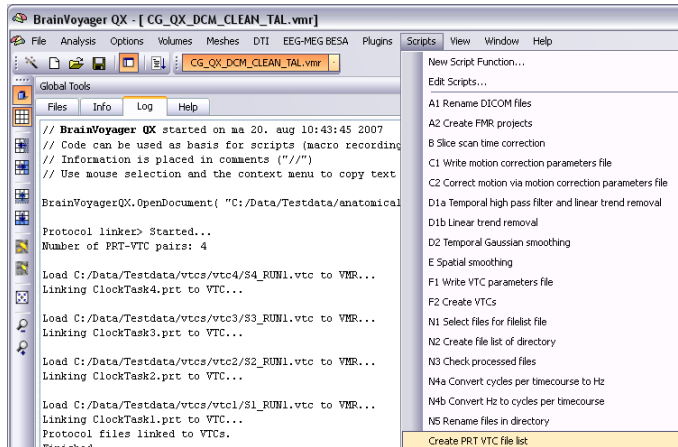 BrainVoyager QX - [ CG_QX_DCM_CLEAN_TAL.vmr]
File Analysis Options Volumes Meshes DTI EEG-MEG BESA Plugins Scripts View Window Help
CG_QX_DCM_CLEAN_TAL.vmr
Global Tools
Files Info Log Help
// BrainVoyager QX started on ma 20. aug 10:43:45 2007
// Code can be used as basis for scripts (macro recording
// Information is placed in comments ("//")
// Use mouse selection and the context menu to copy text
BrainVoyagerQX.OpenDocument( "C:/Data/Testdata/anatomical
Protocol linker> Started...
Number of PRT-VTC pairs: 4
Load C:/Data/Testdata/vtcs/vtc4/S4_RUN1.vtc to VMR...
Linking ClockTask4.prt to VTC...
Load C:/Data/Testdata/vtcs/vtc3/S3_RUN1.vtc to VMR...
Linking ClockTask3.prt to VTC...
Load C:/Data/Testdata/vtcs/vtc2/S2_RUN1.vtc to VMR...
Linking ClockTask2.prt to VTC...
Load C:/Data/Testdata/vtcs/vtc1/S1_RUN1.vtc to VMR...
Linking ClockTask1.prt to VTC...
Protocol files linked to VTCs.
Finished
New Script Function...
Edit Scripts...
A1 Rename DICOM files
A2 Create FMR projects
B Slice scan time correction
C1 Write motion correction parameters file
C2 Correct motion via motion correction parameters file
D1a Temporal high pass filter and linear trend removal
D1b Linear trend removal
D2 Temporal Gaussian smoothing
E Spatial smoothing
F1 Write VTC parameters file
F2 Create VTCs
N1 Select files for filelist file
N2 Create file list of directory
N3 Check processed files
N4a Convert cycles per timecourse to Hz
N4b Convert Hz to cycles per timecourse
N5 Rename files in directory
Create PRT VTC file list